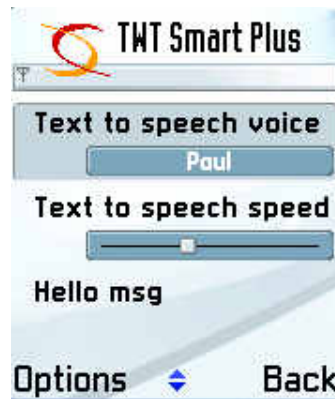 TWT Smart Plus
Text to speech voice
Paul
Text to speech speed
Hello msg
Options Back